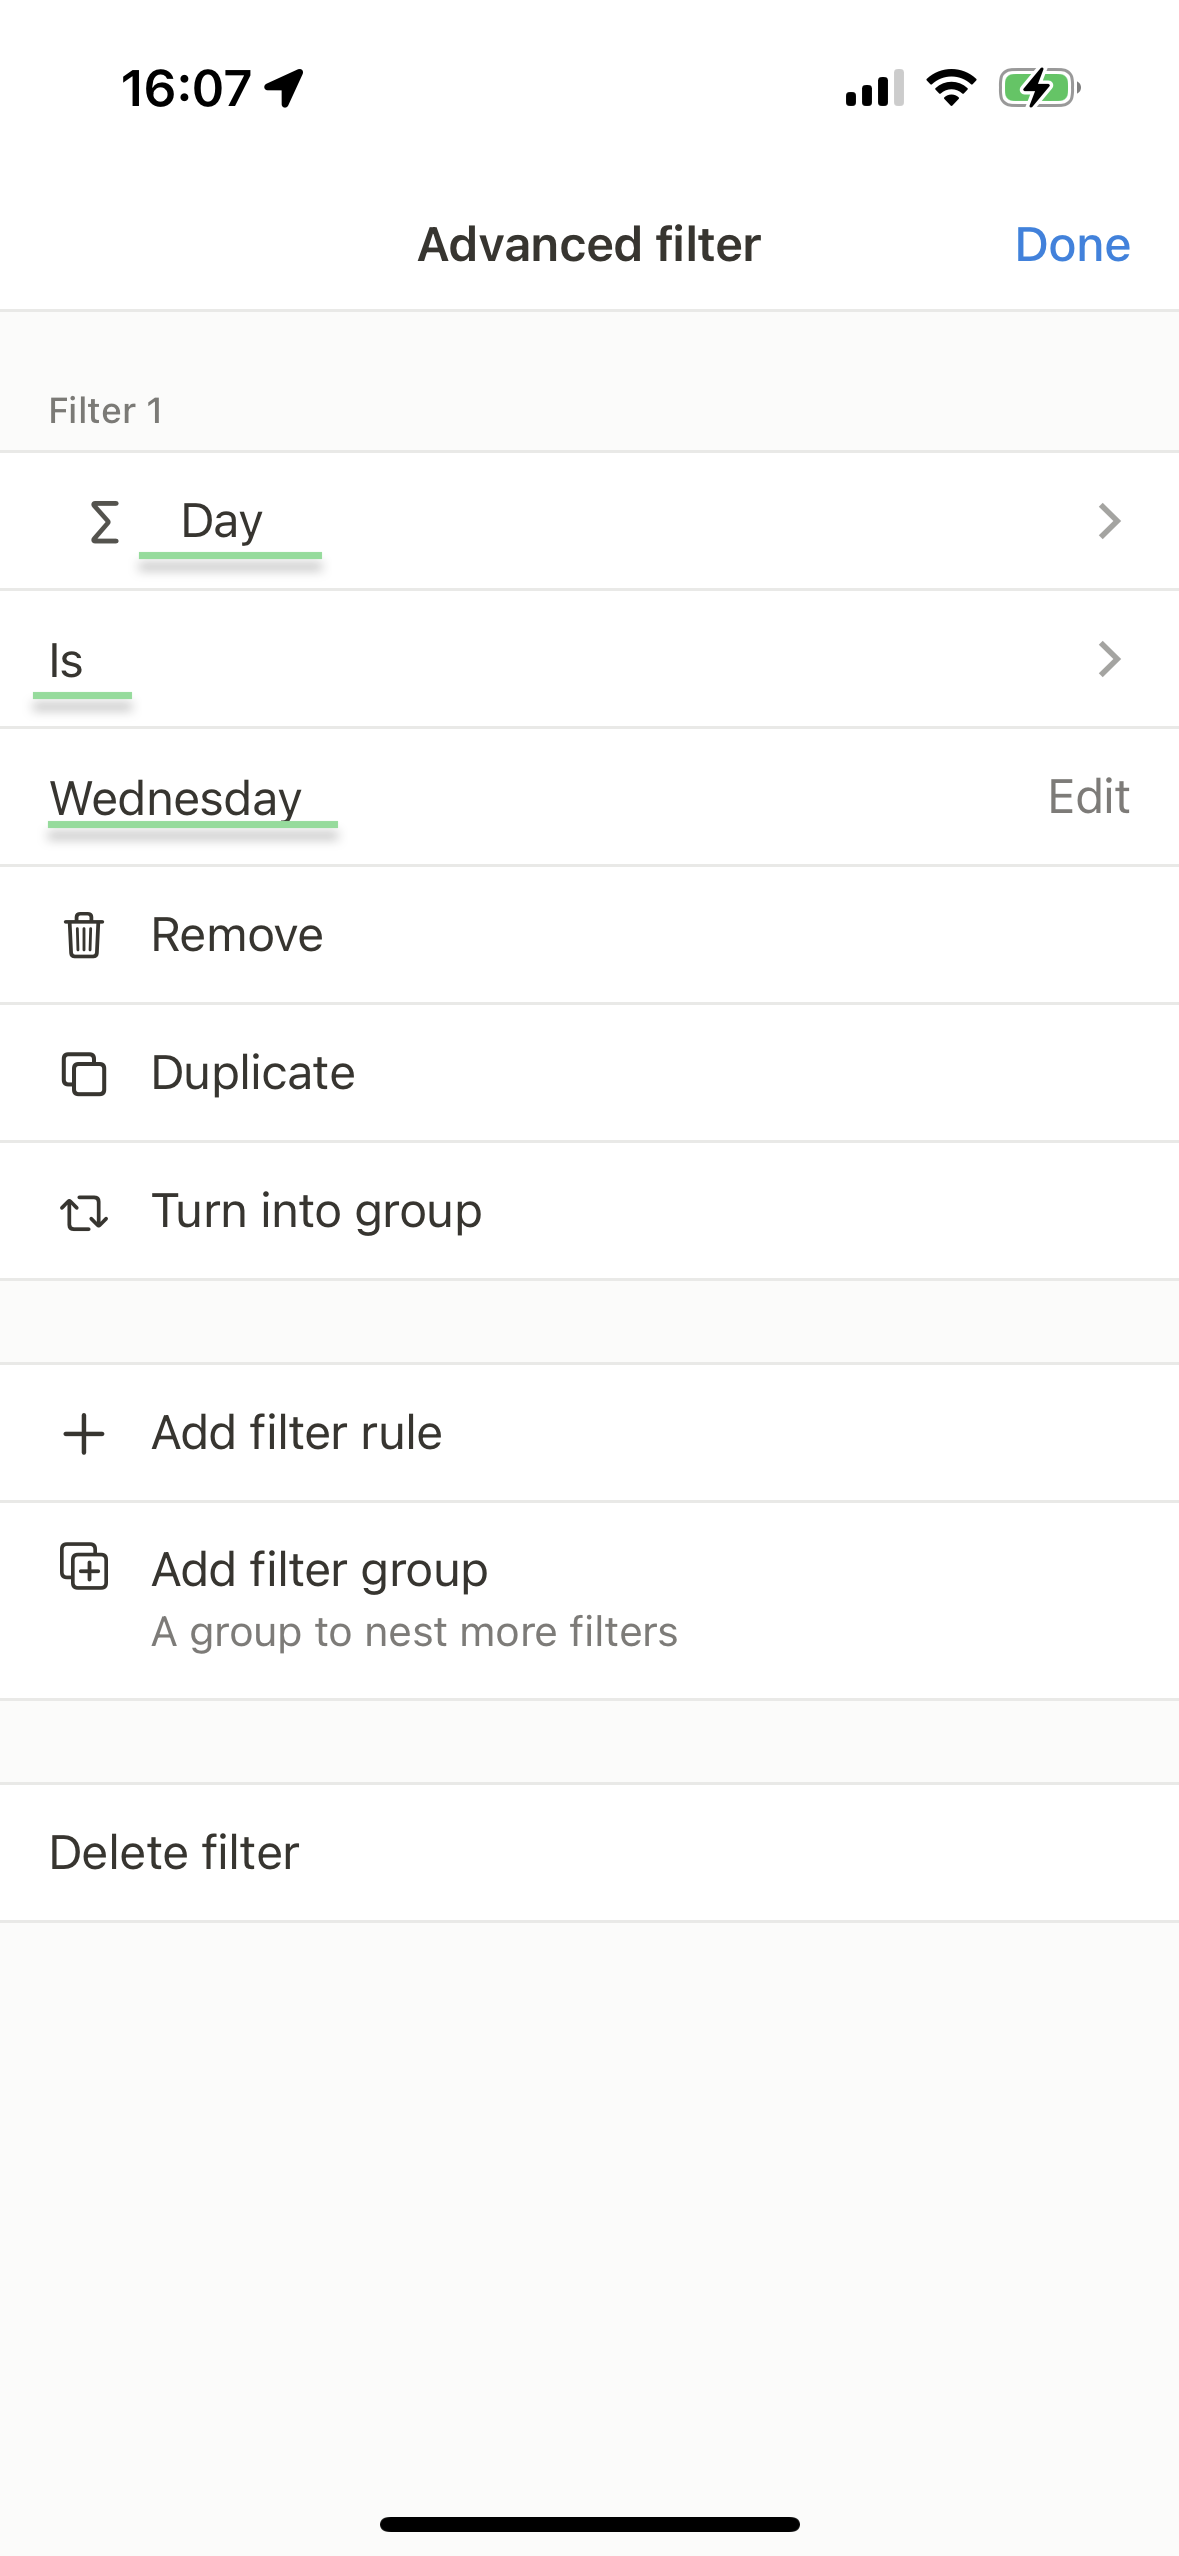 16:07
Advanced filter
Done
Filter 1
Σ Day
Is
Wednesday
Edit
Remove
Duplicate
Turn into group
Add filter rule
Add filter group
A group to nest more filters
Delete filter